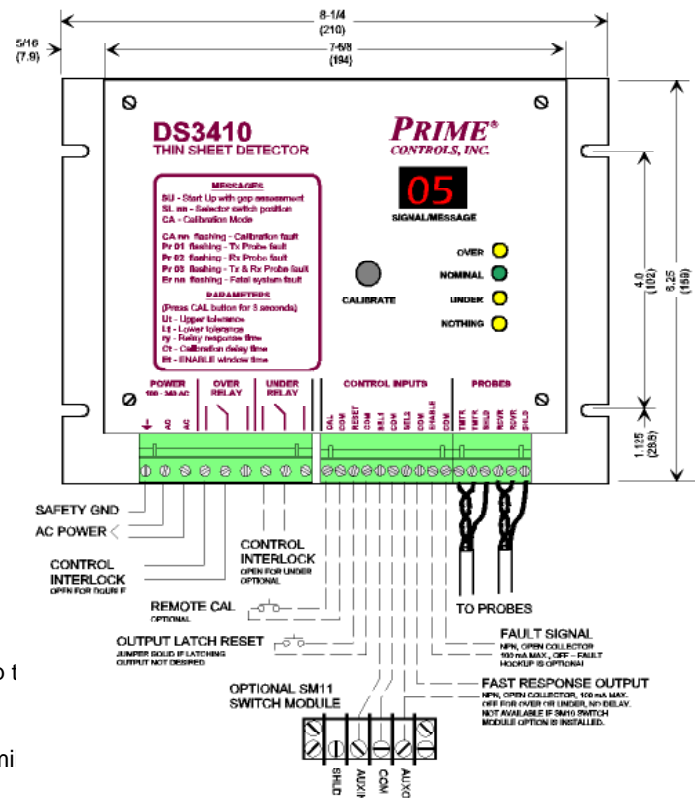 8-1/4
(210)
5/16
(7.9)
7-5/8
(194)
DS3410
THIN SHEET DETECTOR
PRIME®
CONTROLS, INC.
MESSAGES
SU - Start Up with gap assessment
SL nn - Selector switch position
CA - Calibration Mode
CA nn flashing - Calibration fault
Pr 01 flashing - Tx Probe fault
Pr 02 flashing - Rx Probe fault
Pr 03 flashing - Tx & Rx Probe fault
Er nn flashing - Fatal system fault
PARAMETERS
(Press CAL button for 3 seconds)
Ut - Upper tolerance
Lt - Lower tolerance
ry - Relay response time
Ct - Calibration delay time
Et - ENABLE window time
05
SIGNAL/MESSAGE
OVER
NOMINAL
UNDER
NOTHING
CALIBRATE
4.0
(102)
6.25
(159)
1.125
(28.8)
POWER
100 - 240 AC
OVER
RELAY
UNDER
RELAY
CONTROL INPUTS
PROBES
AC
AC
CAL
COM
RESET
COM
SEL1
COM
SEL2
COM
ENABLE
COM
TMTR
TMTR
SHLD
RCVR
RCVR
SHLD
SAFETY GND
AC POWER
CONTROL
INTERLOCK
OPEN FOR DOUBLE
CONTROL
INTERLOCK
OPEN FOR UNDER
OPTIONAL
REMOTE CAL
OPTIONAL
OUTPUT LATCH RESET
JUMPER SOLID IF LATCHING
OUTPUT NOT DESIRED
TO PROBES
FAULT SIGNAL
NPN, OPEN COLLECTOR
100 mA MAX., OFF = FAULT
HOOKUP IS OPTIONAL
FAST RESPONSE OUTPUT
NPN, OPEN COLLECTOR, 100 mA MAX.
OFF FOR OVER OR UNDER, NO DELAY.
NOT AVAILABLE IF SM10 SWITCH
MODULE OPTION IS INSTALLED.
OPTIONAL SM11
SWITCH MODULE
SHLD
AUXIN
COM
AUXO
mi